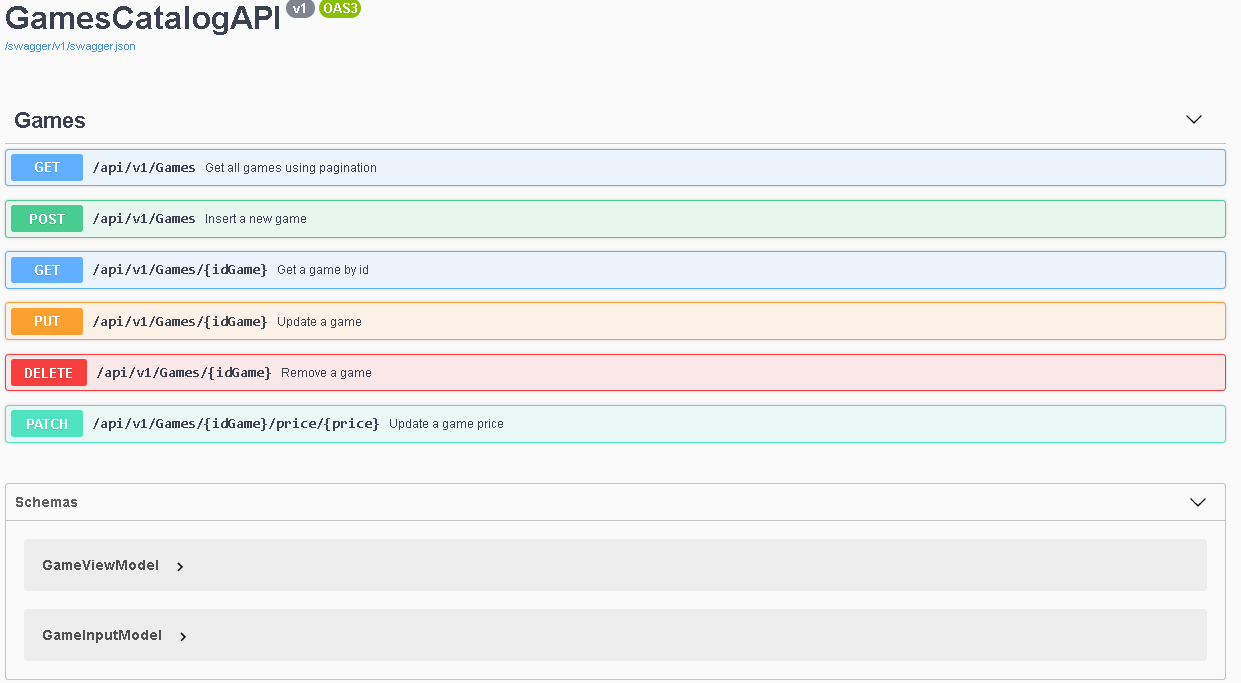 GamesCatalogAPI v1 OAS3
/swagger/v1/swagger.json
Games
GET /api/v1/Games Get all games using pagination
POST /api/v1/Games Insert a new game
GET /api/v1/Games/{idGame} Get a game by id
PUT /api/v1/Games/{idGame} Update a game
DELETE /api/v1/Games/{idGame} Remove a game
PATCH /api/v1/Games/{idGame}/price/{price} Update a game price
Schemas
GameViewModel
GameInputModel